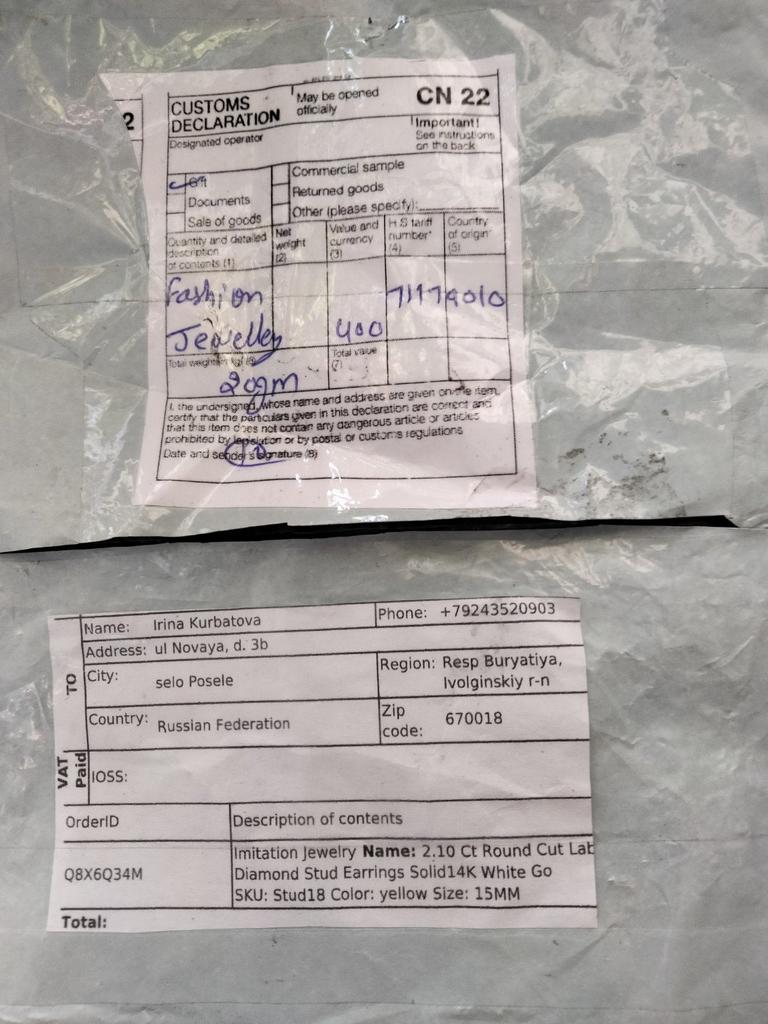 2
CUSTOMS
DECLARATION
May be opened
officially
CN 22
Designated operator
Important!
See instructions
on the back
Gift
Documents
Sale of goods
Commercial sample
Returned goods
Other (please specify):
Quantity and detailed
description
of contents (1)
Net
weight
(2)
Value and
currency
(3)
H S tariff
number*
(4)
Country
of origin*
(5)
Fashion
Jewellery
400
71179010
Total weight
Total value
(7)
20gm
I, the undersigned, whose name and address are given on the item,
certify that the particulars given in this declaration are correct and
that this item does not contain any dangerous article or articles
prohibited by legislation or by postal or customs regulations
Date and sender's signature (8)
TO
Name: Irina Kurbatova
Phone: +79243520903
Address: ul Novaya, d. 3b
City: selo Posele
Region: Resp Buryatiya,
Ivolginskiy r-n
Country: Russian Federation
Zip
code: 670018
VAT
Paid
IOSS:
OrderID
Description of contents
Q8X6Q34M
Imitation Jewelry Name: 2.10 Ct Round Cut Lab
Diamond Stud Earrings Solid14K White Go
SKU: Stud18 Color: yellow Size: 15MM
Total: